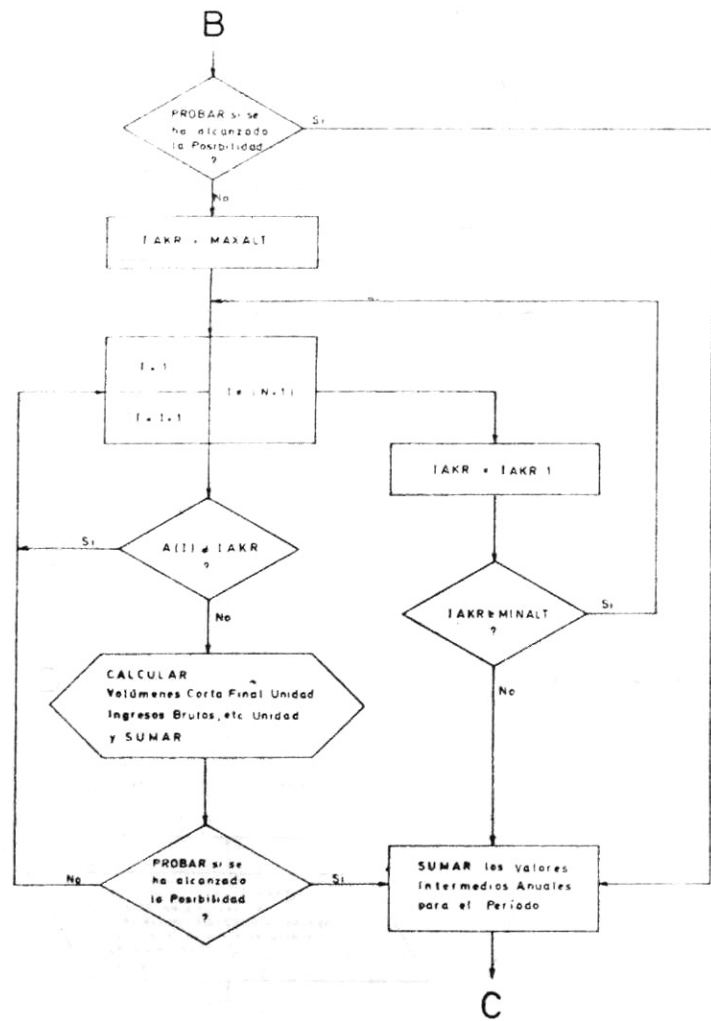 B
PROBAR si se
ha alcanzado
la Posibilidad
?
Si
No
IAKR = MAXALT
I=1
I=I+1
I≠(N+1)
IAKR = IAKR-1
A(I)≠IAKR
?
Si
No
IAKR≥MINALT
?
Si
No
CALCULAR
Volúmenes Corta Final Unidad
Ingresos Brutos, etc Unidad
y SUMAR
PROBAR si se
ha alcanzado
la Posibilidad
?
No
Si
SUMAR los Valores
Intermedios Anuales
para el Período
C